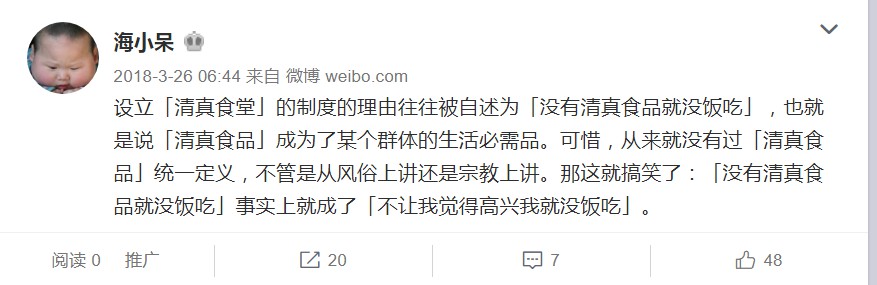 海小呆
2018-3-26 06:44 来自 微博 weibo.com
设立「清真食堂」的制度的理由往往被自述为「没有清真食品就没饭吃」，也就
是说「清真食品」成为了某个群体的生活必需品。可惜，从来就没有过「清真食
品」统一定义，不管是从风俗上讲还是宗教上讲。那这就搞笑了：「没有清真食
品就没饭吃」事实上就成了「不让我觉得高兴我就没饭吃」。
阅读 0 推广 20 7 48